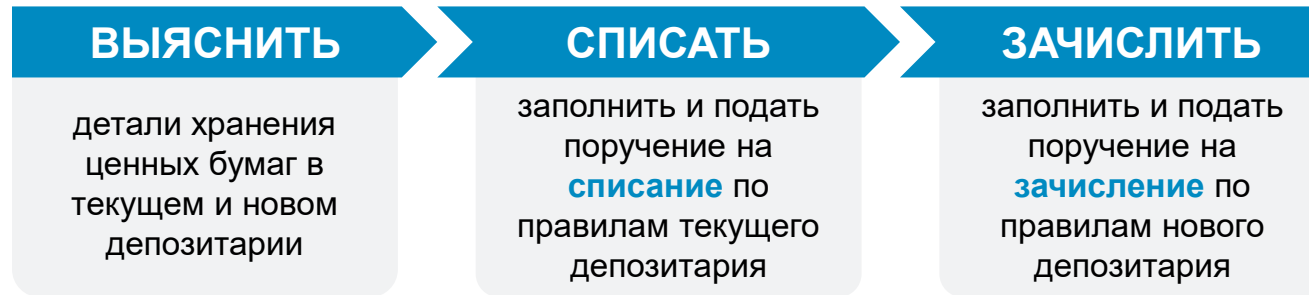 ВЫЯСНИТЬ
детали хранения
ценных бумаг в
текущем и новом
депозитарии
СПИСАТЬ
заполнить и подать
поручение на
списание по
правилам текущего
депозитария
ЗАЧИСЛИТЬ
заполнить и подать
поручение на
зачисление по
правилам нового
депозитария